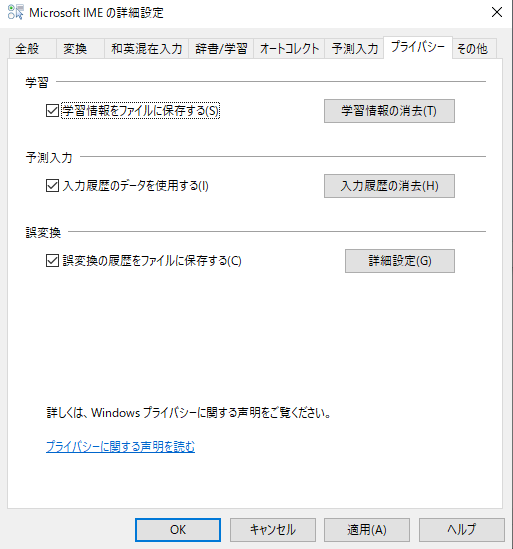 Microsoft IME の詳細設定
全般 変換 和英混在入力 辞書/学習 オートコレクト 予測入力 プライバシー その他
学習
学習情報をファイルに保存する(S) 学習情報の消去(T)
予測入力
入力履歴のデータを使用する(I) 入力履歴の消去(H)
誤変換
誤変換の履歴をファイルに保存する(C) 詳細設定(G)
詳しくは、Windows プライバシーに関する声明をご覧ください。
プライバシーに関する声明を読む
OK キャンセル 適用(A) ヘルプ